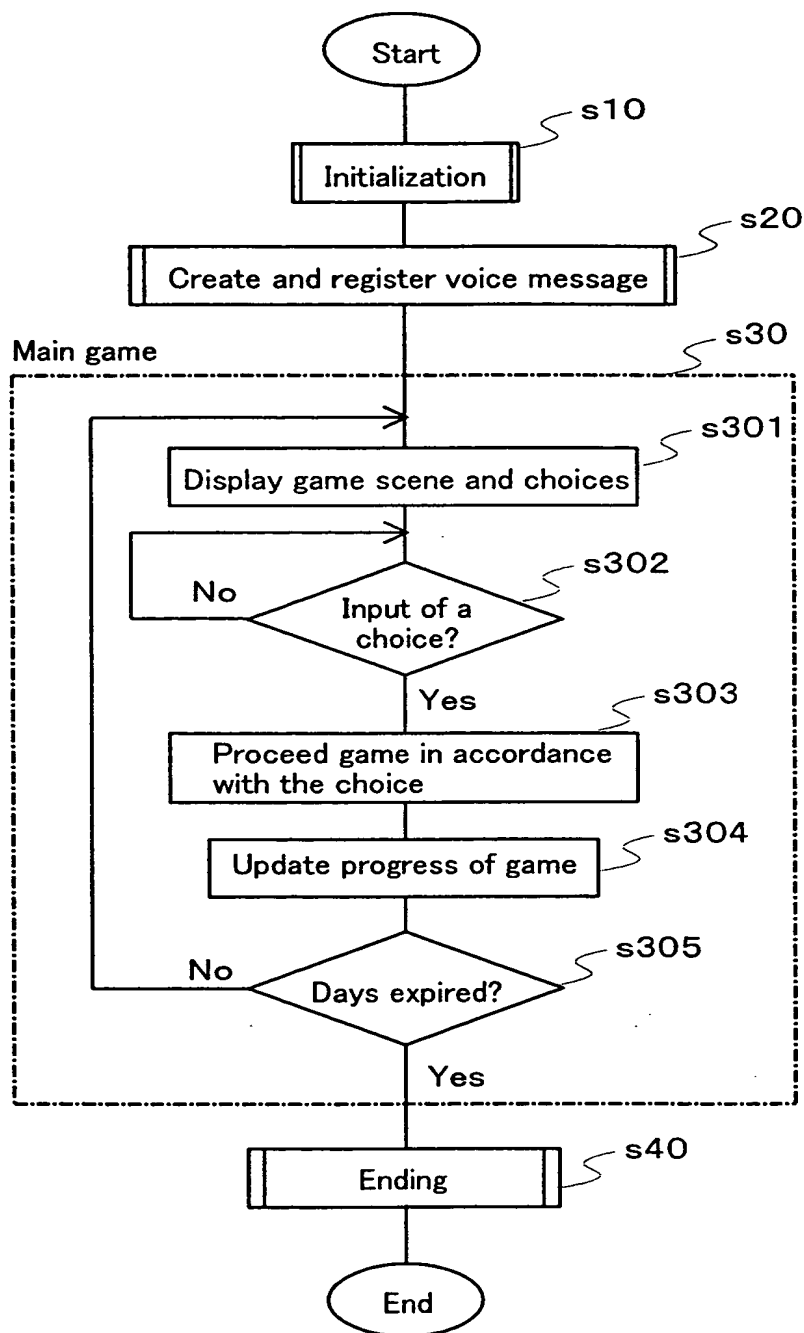 Start
s10
Initialization
s20
Create and register voice message
s30
Main game
s301
Display game scene and choices
s302
No
Input of a
choice?
Yes
s303
Proceed game in accordance
with the choice
s304
Update progress of game
s305
No
Days expired?
Yes
s40
Ending
End